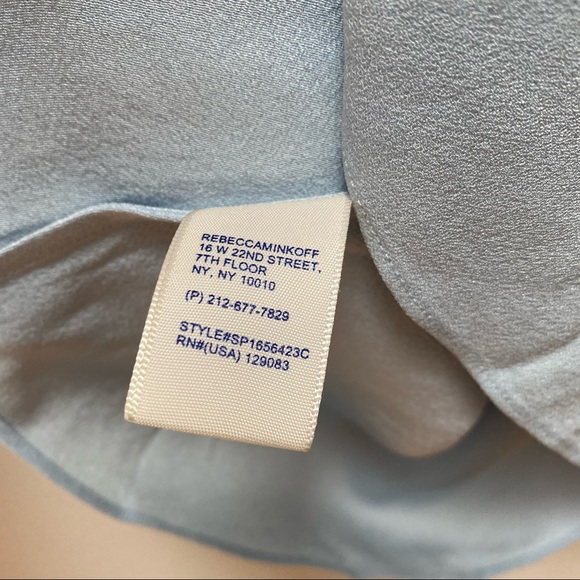 REBECCAMINKOFF
16 W 22ND STREET,
7TH FLOOR
NY, NY 10010
(P) 212-677-7829
STYLE#SP1656423C
RN#(USA) 129083